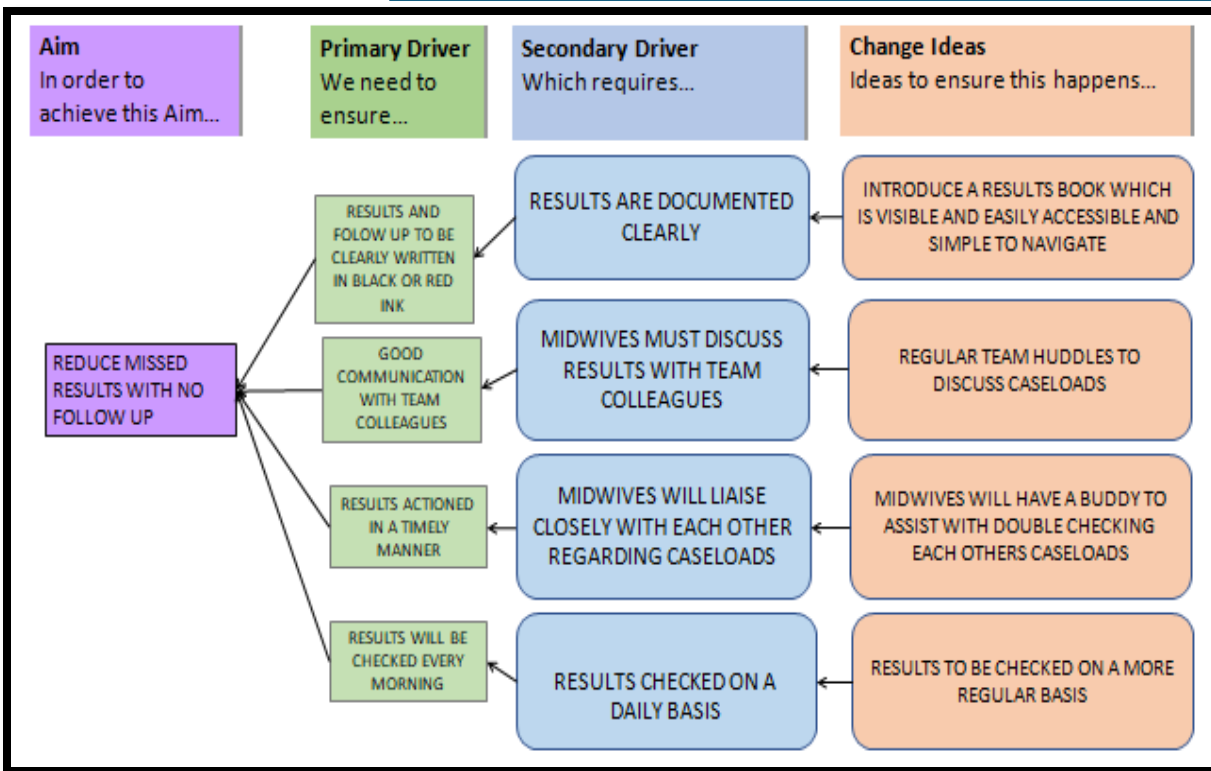 Aim
In order to
achieve this Aim...
Primary Driver
We need to
ensure...
Secondary Driver
Which requires...
Change Ideas
Ideas to ensure this happens...
REDUCE MISSED
RESULTS WITH NO
FOLLOW UP
RESULTS AND
FOLOW UP TO BE
CLEARLY WRITTEN
IN BLACK OR RED
INK
RESULTS ARE DOCUMENTED
CLEARLY
INTRODUCE A RESULTS BOOK WHICH
IS VISIBLE AND EASILY ACCESSIBLE AND
SIMPLE TO NAVIGATE
GOOD
COMMUNICATION
WITH TEAM
COLLEAGUES
MIDWIVES MUST DISCUSS
RESULTS WITH TEAM
COLLEAGUES
REGULAR TEAM HUDDLES TO
DISCUSS CASELOADS
RESULTS ACTIONED
IN A TIMELY
MANNER
MIDWIVES WILL LIAISE
CLOSELY WITH EACH OTHER
REGARDING CASELOADS
MIDWIVES WILL HAVE A BUDDY TO
ASSIST WITH DOUBLE CHECKING
EACH OTHERS CASELOADS
RESULTS WILL BE
CHECKED EVERY
MORNING
RESULTS CHECKED ON A
DAILY BASIS
RESULTS TO BE CHECKED ON A MORE
REGULAR BASIS